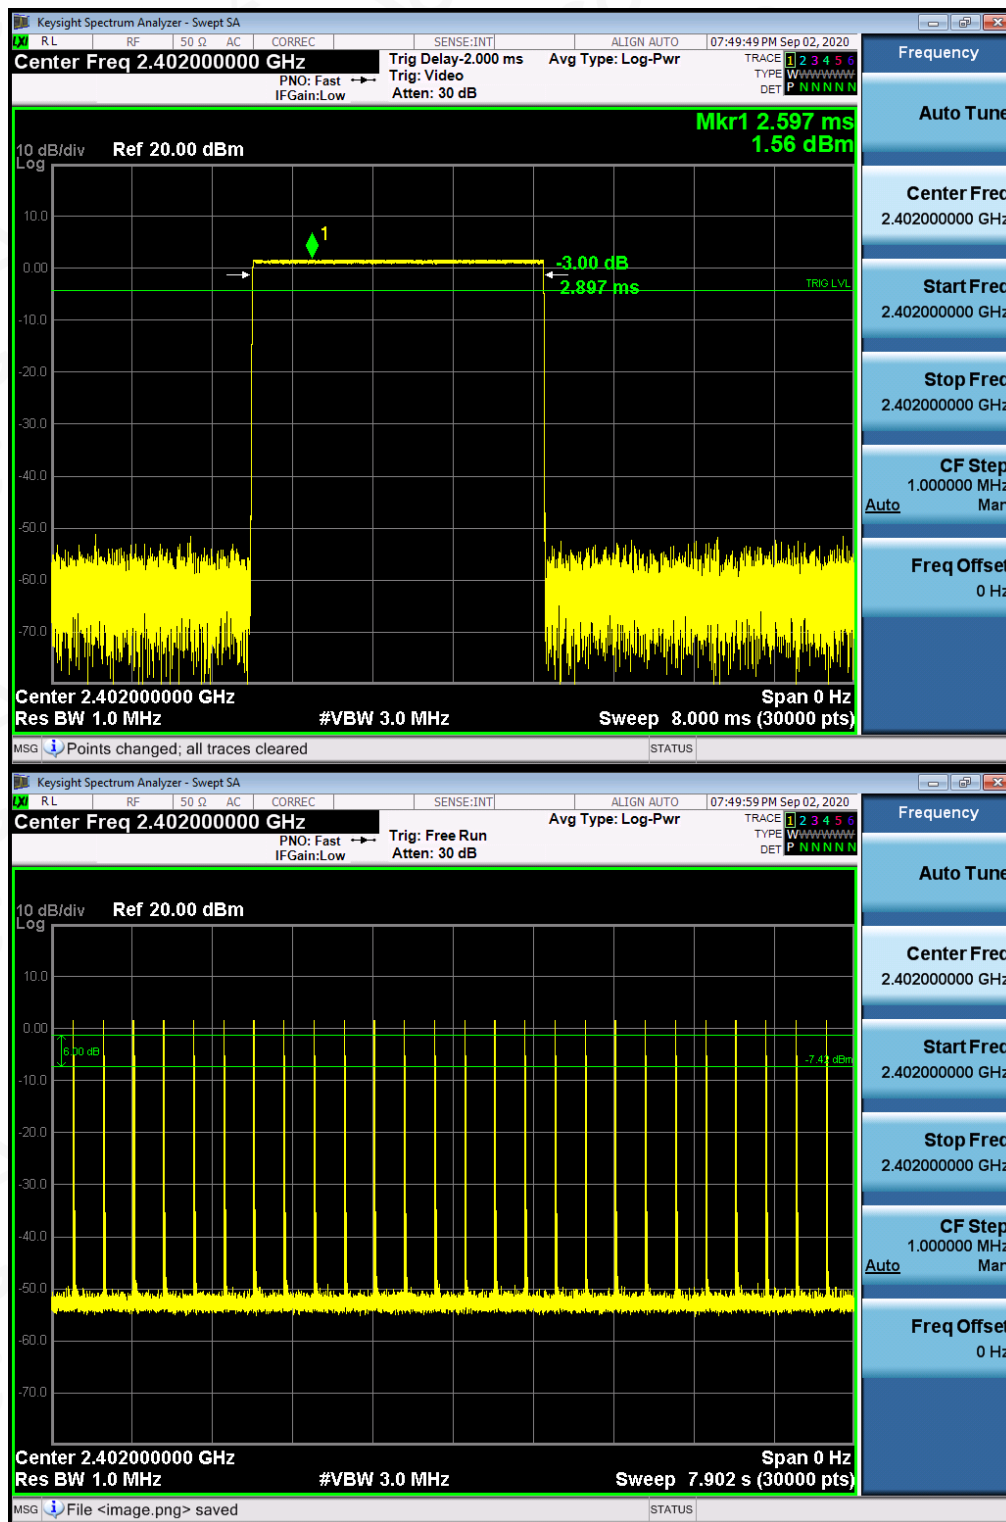 Keysight Spectrum Analyzer - Swept SA
LXI RL RF 50 Ω AC CORREC SENSE:INT ALIGN AUTO 07:49:49 PM Sep 02, 2020
Center Freq 2.402000000 GHz Trig Delay-2.000 ms Avg Type: Log-Pwr TRACE 1 2 3 4 5 6
PNO: Fast Trig: Video TYPE WWWWWW
IFGain:Low Atten: 30 dB DET P N N N N N
Mkr1 2.597 ms
1.56 dBm
10 dB/div Ref 20.00 dBm
Log
10.0
1
0.00
-3.00 dB
2.897 ms
TRIG LVL
-10.0
-20.0
-30.0
-40.0
-50.0
-60.0
-70.0
Center 2.402000000 GHz Span 0 Hz
Res BW 1.0 MHz #VBW 3.0 MHz Sweep 8.000 ms (30000 pts)
MSG Points changed; all traces cleared STATUS
Frequency
Auto Tune
Center Freq
2.402000000 GHz
Start Freq
2.402000000 GHz
Stop Freq
2.402000000 GHz
CF Step
1.000000 MHz
Auto Man
Freq Offset
0 Hz
Keysight Spectrum Analyzer - Swept SA
LXI RL RF 50 Ω AC CORREC SENSE:INT ALIGN AUTO 07:49:59 PM Sep 02, 2020
Center Freq 2.402000000 GHz Avg Type: Log-Pwr TRACE 1 2 3 4 5 6
PNO: Fast Trig: Free Run TYPE WWWWWW
IFGain:Low Atten: 30 dB DET P N N N N N
10 dB/div Ref 20.00 dBm
Log
10.0
0.00
6.00 dB
-7.42 dBm
-10.0
-20.0
-30.0
-40.0
-50.0
-60.0
-70.0
Center 2.402000000 GHz Span 0 Hz
Res BW 1.0 MHz #VBW 3.0 MHz Sweep 7.902 s (30000 pts)
MSG File <image.png> saved STATUS
Frequency
Auto Tune
Center Freq
2.402000000 GHz
Start Freq
2.402000000 GHz
Stop Freq
2.402000000 GHz
CF Step
1.000000 MHz
Auto Man
Freq Offset
0 Hz